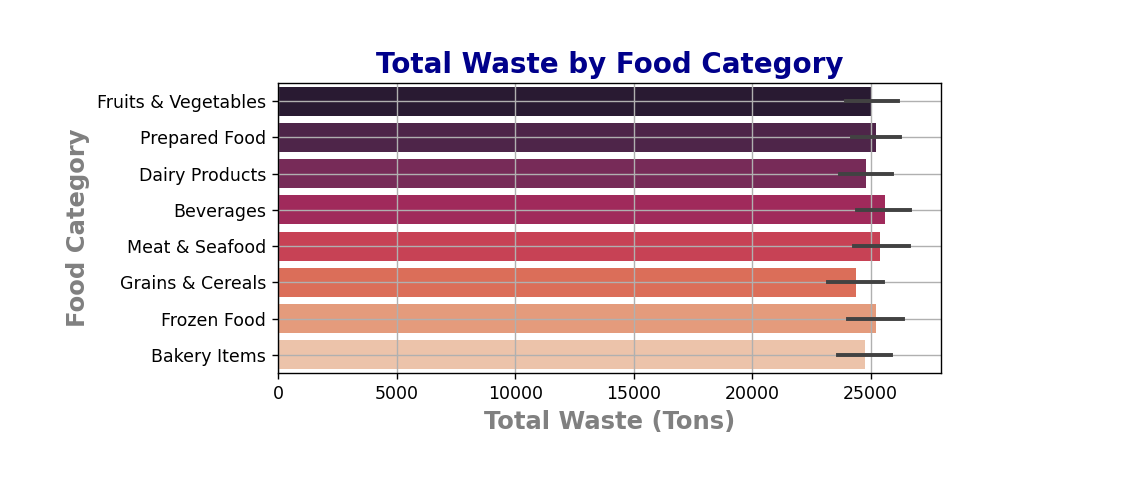 Total Waste by Food Category
Food Category
Fruits & Vegetables
Prepared Food
Dairy Products
Beverages
Meat & Seafood
Grains & Cereals
Frozen Food
Bakery Items
0 5000 10000 15000 20000 25000
Total Waste (Tons)